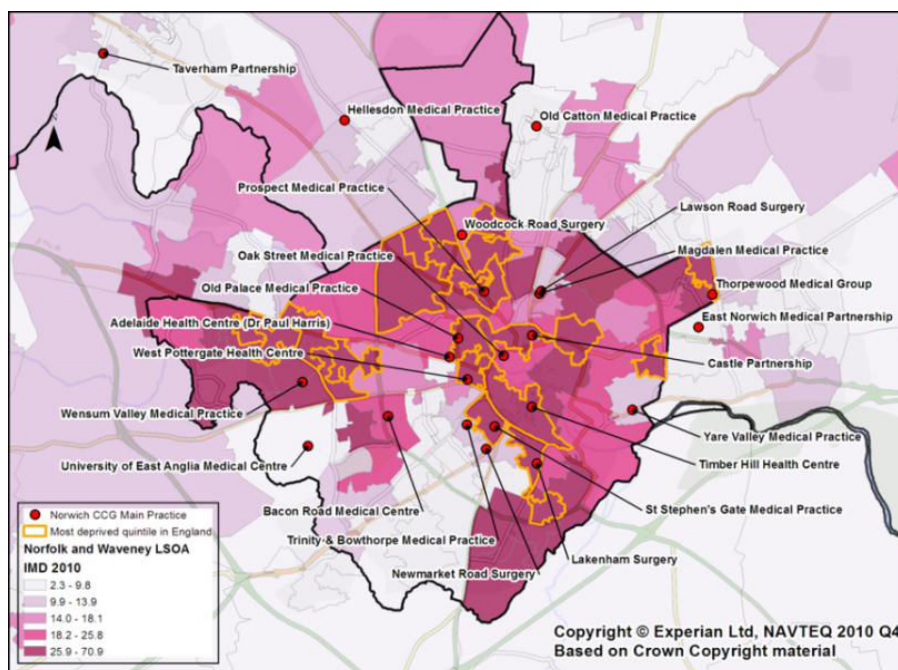 Taverham Partnership
Hellesdon Medical Practice
Old Catton Medical Practice
Prospect Medical Practice
Woodcock Road Surgery
Lawson Road Surgery
Oak Street Medical Practice
Magdalen Medical Practice
Old Palace Medical Practice
Thorpewood Medical Group
Adelaide Health Centre (Dr Paul Harris)
East Norwich Medical Partnership
West Pottergate Health Centre
Castle Partnership
Wensum Valley Medical Practice
Yare Valley Medical Practice
University of East Anglia Medical Centre
Timber Hill Health Centre
Bacon Road Medical Centre
St Stephen's Gate Medical Practice
Trinity & Bowthorpe Medical Practice
Lakenham Surgery
Newmarket Road Surgery
Norwich CCG Main Practice
Most deprived quintile in England
Norfolk and Waveney LSOA
IMD 2010
2.3 - 9.8
9.9 - 13.9
14.0 - 18.1
18.2 - 25.8
25.9 - 70.9
Copyright © Experian Ltd, NAVTEQ 2010 Q4
Based on Crown Copyright material